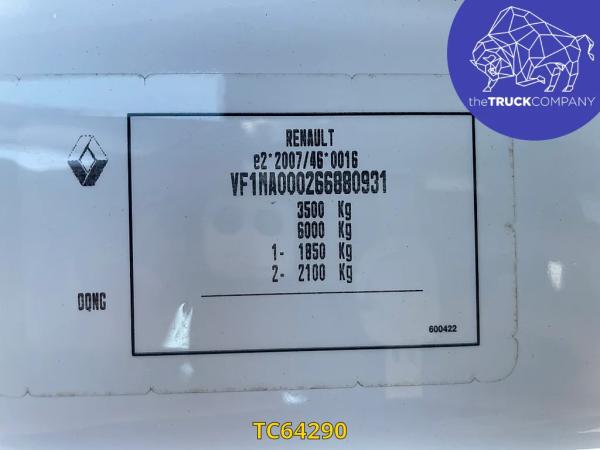 theTRUCKCOMPANY
RENAULT
e2*2007/46*0016
VF1MA000266880931
3500 Kg
6000 Kg
1- 1850 Kg
2- 2100 Kg
OQNG
600422
TC64290